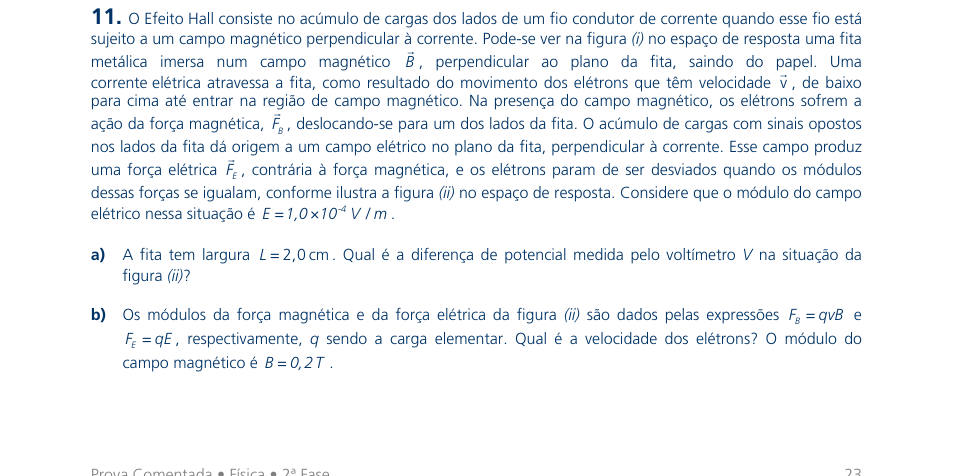 11. O Efeito Hall consiste no acúmulo de cargas dos lados de um fio condutor de corrente quando esse fio está
sujeito a um campo magnético perpendicular à corrente. Pode-se ver na figura (i) no espaço de resposta uma fita
metálica imersa num campo magnético B⃗ , perpendicular ao plano da fita, saindo do papel. Uma
corrente elétrica atravessa a fita, como resultado do movimento dos elétrons que têm velocidade v⃗ , de baixo
para cima até entrar na região de campo magnético. Na presença do campo magnético, os elétrons sofrem a
ação da força magnética, F⃗_B , deslocando-se para um dos lados da fita. O acúmulo de cargas com sinais opostos
nos lados da fita dá origem a um campo elétrico no plano da fita, perpendicular à corrente. Esse campo produz
uma força elétrica F⃗_E , contrária à força magnética, e os elétrons param de ser desviados quando os módulos
dessas forças se igualam, conforme ilustra a figura (ii) no espaço de resposta. Considere que o módulo do campo
elétrico nessa situação é E = 1,0 × 10⁻⁴ V / m .
a) A fita tem largura L = 2,0 cm . Qual é a diferença de potencial medida pelo voltímetro V na situação da
figura (ii)?
b) Os módulos da força magnética e da força elétrica da figura (ii) são dados pelas expressões F_B = qvB e
F_E = qE , respectivamente, q sendo a carga elementar. Qual é a velocidade dos elétrons? O módulo do
campo magnético é B = 0,2 T .
Prova Comentada • Física • 2ª Fase 23